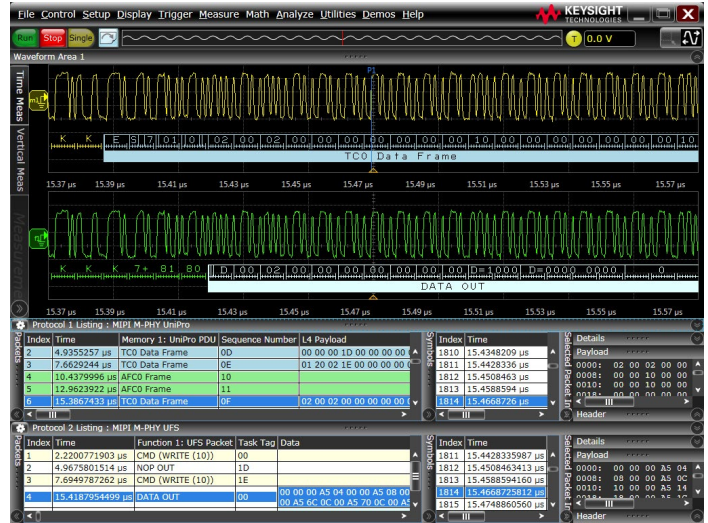 File Control Setup Display Trigger Measure Math Analyze Utilities Demos Help
KEYSIGHT
TECHNOLOGIES
Run Stop Single
T 0.0 V
Waveform Area 1
Time Meas
Vertical Meas
Measurements
P1
K K E S 7 01 0 02 00 02 00 00 00 00 00 00 10 00 00 00 00 00 10
TC0 Data Frame
15.37 µs 15.39 µs 15.41 µs 15.43 µs 15.45 µs 15.47 µs 15.49 µs 15.51 µs 15.53 µs 15.55 µs 15.57 µs
K K K 7+ 81 80 D 00 02 00 00 00 00 00 00 00 D=1000 D=0000 0000 0
DATA OUT
15.37 µs 15.39 µs 15.41 µs 15.43 µs 15.45 µs 15.47 µs 15.49 µs 15.51 µs 15.53 µs 15.55 µs 15.57 µs
Protocol 1 Listing : MIPI M-PHY UniPro
Packets
Index Time Memory 1: UniPro PDU Sequence Number L4 Payload
2 4.9355257 µs TC0 Data Frame 0D 00 00 00 1D 00 00 00 00
3 7.6629244 µs TC0 Data Frame 0E 01 20 02 1E 00 00 00 00
4 10.4379996 µs AFC0 Frame 10
5 12.9623922 µs AFC0 Frame 11
6 15.3867433 µs TC0 Data Frame 0F 02 00 02 00 00 00 00 00
Symbols
Index Time
1810 15.4348209 µs
1811 15.4428336 µs
1812 15.4508463 µs
1813 15.4588594 µs
1814 15.4668726 µs
Selected Packet In
Details
Payload
0000: 02 00 02 00 00
0008: 00 00 10 00 00
0010: 00 00 10 00 00
Header
Protocol 2 Listing : MIPI M-PHY UFS
Packets
Index Time Function 1: UFS Packet Task Tag Data
1 2.2200771903 µs CMD (WRITE (10)) 00
2 4.9675801514 µs NOP OUT 1D
3 7.6949787262 µs CMD (WRITE (10)) 1E
4 15.4187954499 µs DATA OUT 00 00 00 00 A5 04 00 00 A5 08 00
00 A5 6C 0C 00 A5 70 0C 00 A5
Symbols
Index Time
1811 15.4428335987 µs
1812 15.4508463413 µs
1813 15.4588594160 µs
1814 15.4668725812 µs
1815 15.4748860560 µs
Selected Packet In
Details
Payload
0000: 00 00 00 A5 04
0008: 00 00 00 A5 0C
0010: 10 00 00 A5 14
Header